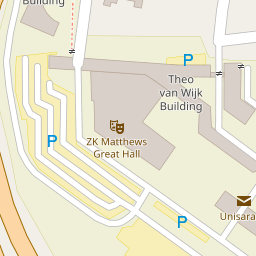 Building
P
Theo
van Wijk
Building
P
ZK Matthews
Great Hall
Unisara
P